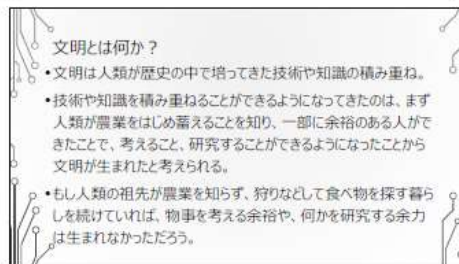 文明とは何か？
•文明は人類が歴史の中で培ってきた技術や知識の積み重ね。
•技術や知識を積み重ねることができるようになってきたのは、まず
人類が農業をはじめ蓄えることを知り、一部に余裕のある人がで
きたことで、考えること、研究することができるようになったことから
文明が生まれたと考えられる。
•もし人類の祖先が農業を知らず、狩りなどして食べ物を探す暮ら
しを続けていれば、物事を考える余裕や、何かを研究する余力
は生まれなかっただろう。